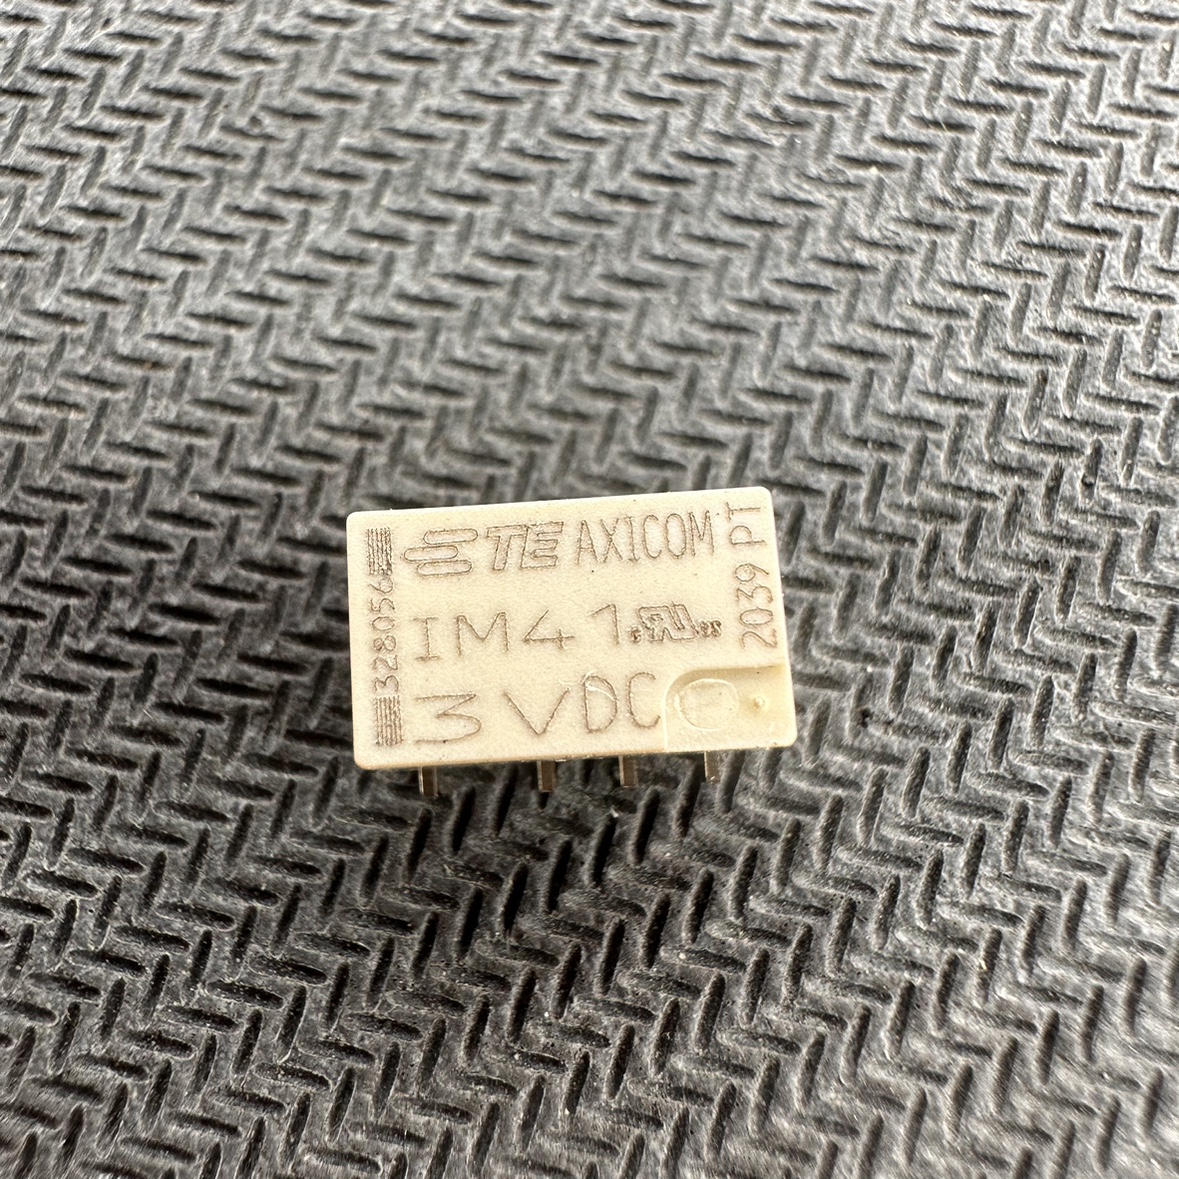 TE AXICOM
IM41
3 VDC
328056
2039 PT